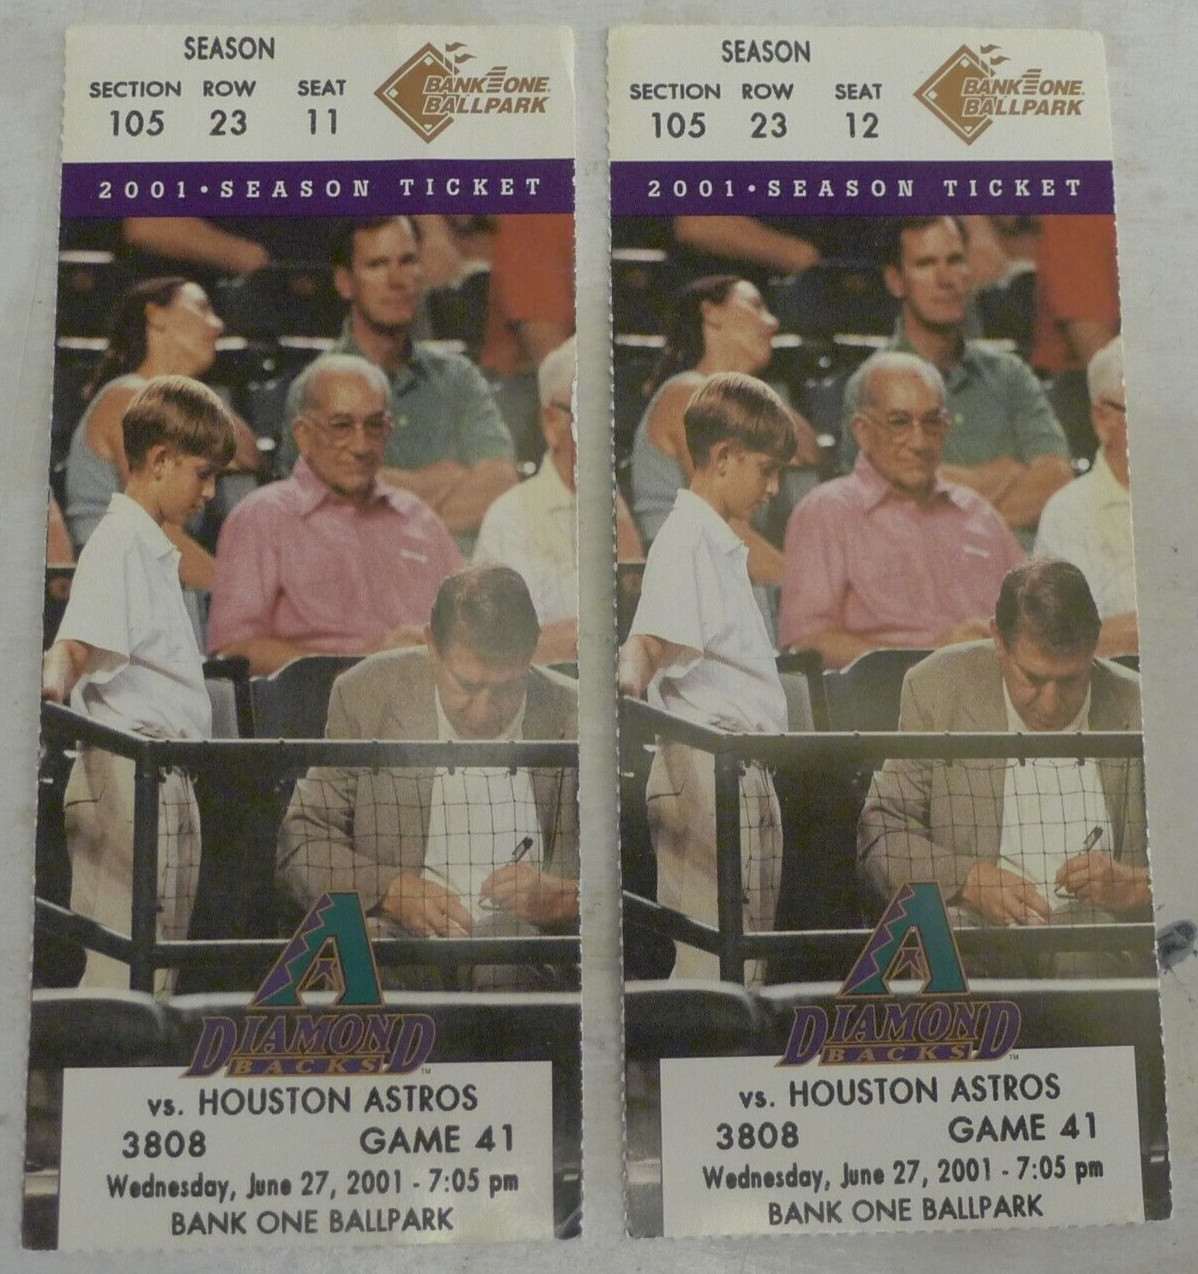 SEASON
SECTION ROW SEAT
105 23 11
BANK ONE
BALLPARK
2001 • SEASON TICKET
DIAMOND
BACKS
TM
vs. HOUSTON ASTROS
3808 GAME 41
Wednesday, June 27, 2001 - 7:05 pm
BANK ONE BALLPARK
SEASON
SECTION ROW SEAT
105 23 12
BANK ONE
BALLPARK
2001 • SEASON TICKET
DIAMOND
BACKS
TM
vs. HOUSTON ASTROS
3808 GAME 41
Wednesday, June 27, 2001 - 7:05 pm
BANK ONE BALLPARK